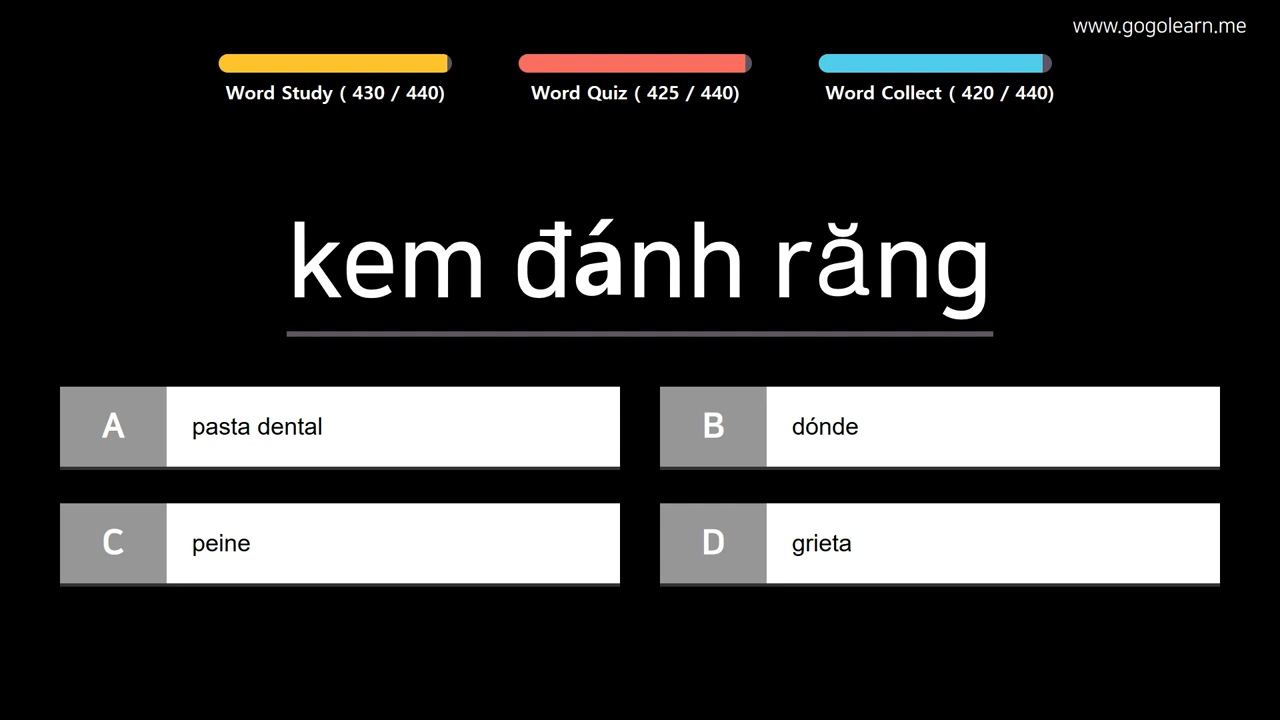 www.gogolearn.me
Word Study ( 430 / 440)
Word Quiz ( 425 / 440)
Word Collect ( 420 / 440)
kem đánh răng
A pasta dental
B dónde
C peine
D grieta